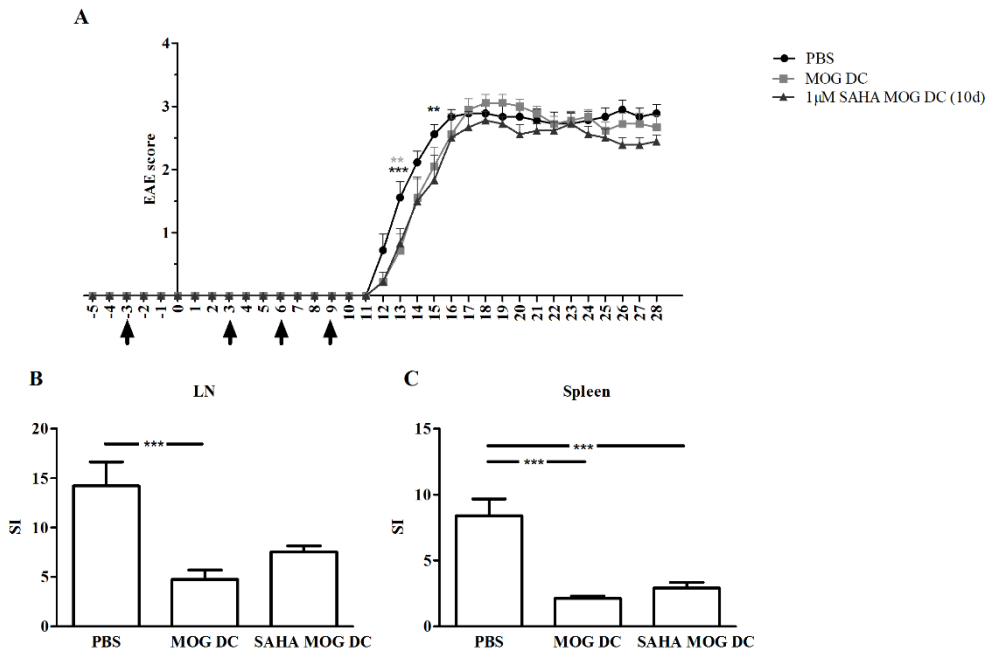 A
4
3
2
1
EAE score
**
***
**
-5 -4 -3 -2 -1 0 1 2 3 4 5 6 7 8 9 10 11 12 13 14 15 16 17 18 19 20 21 22 23 24 25 26 27 28
PBS
MOG DC
1µM SAHA MOG DC (10d)
B
LN
20
15
10
5
0
SI
***
PBS MOG DC SAHA MOG DC
C
Spleen
15
10
5
0
SI
***
***
PBS MOG DC SAHA MOG DC